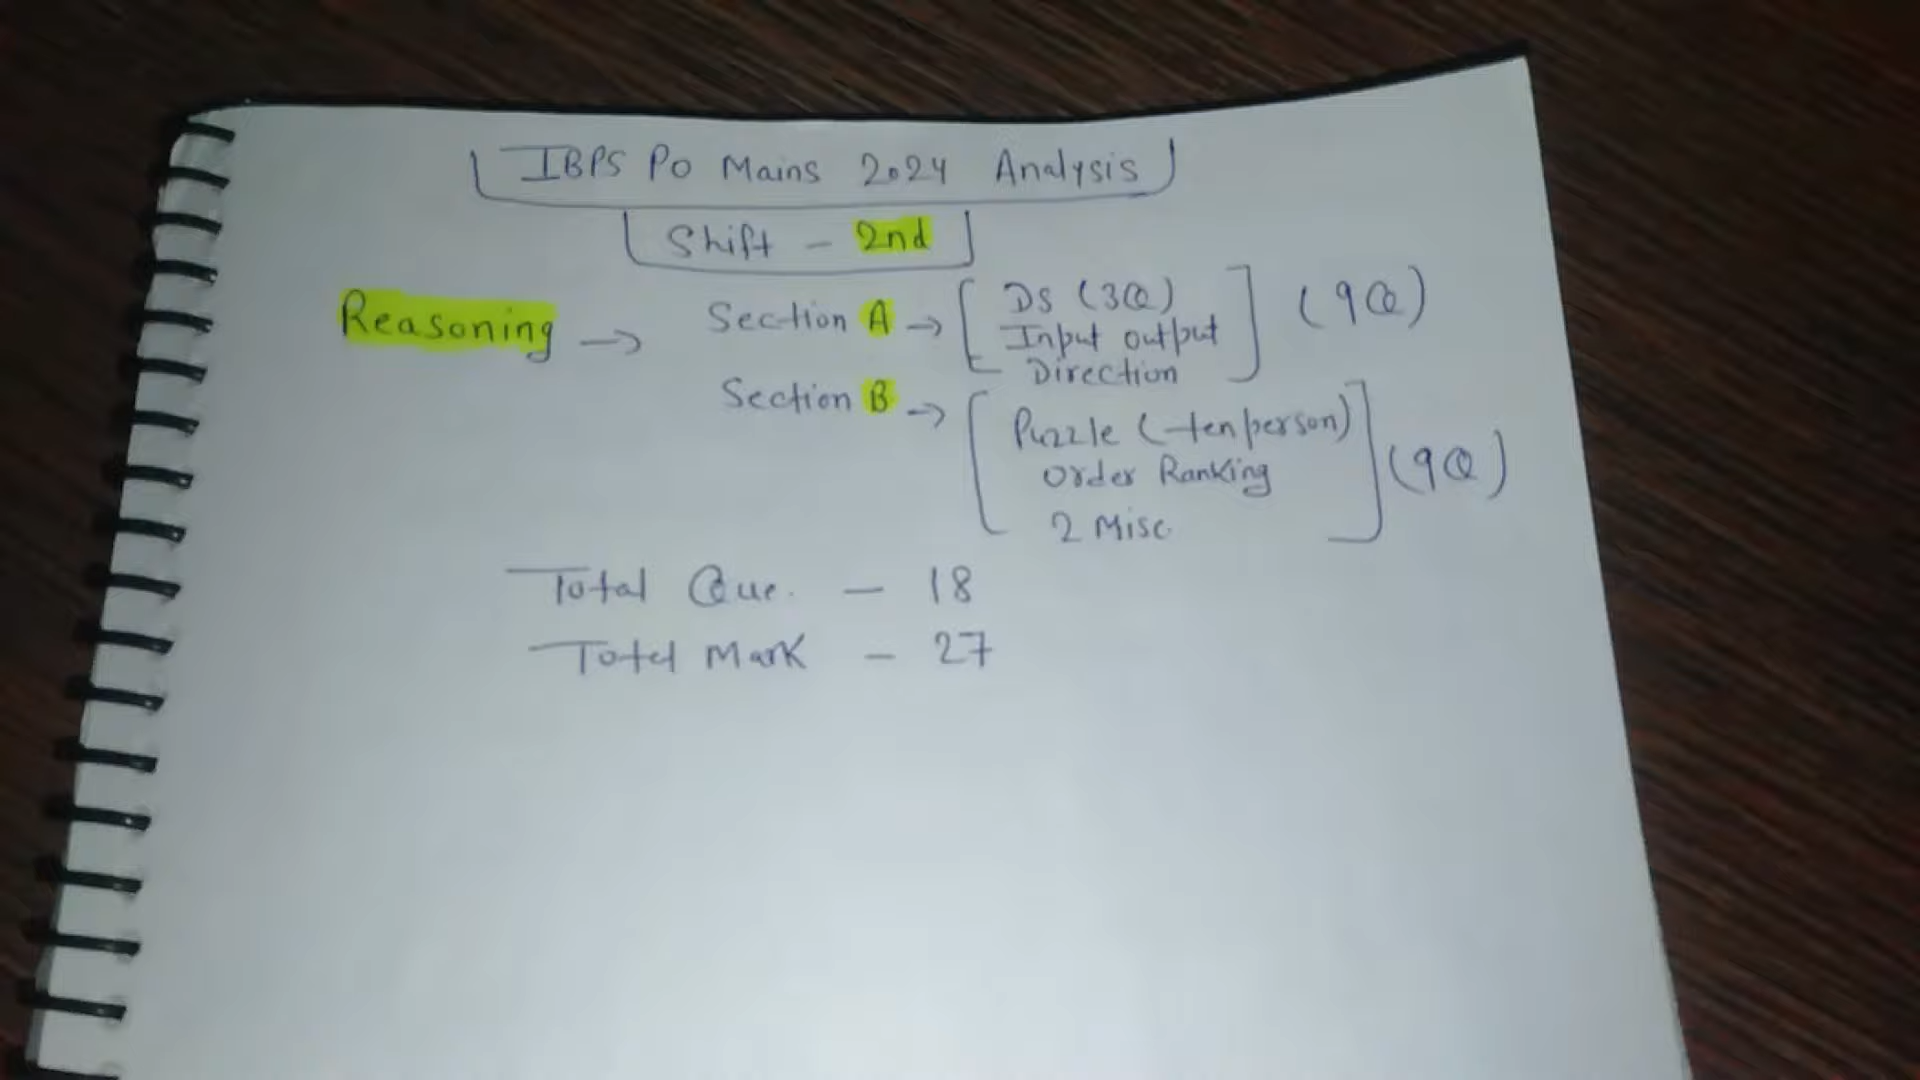 IBPS PO Mains 2024 Analysis
Shift - 2nd
Reasoning → Section A → [ DS (3Q) ] (9Q)
Input output
Direction
Section B → [ Puzzle (ten person) ] (9Q)
Order Ranking
2 Misc.
Total Que. - 18
Totel Mark - 27